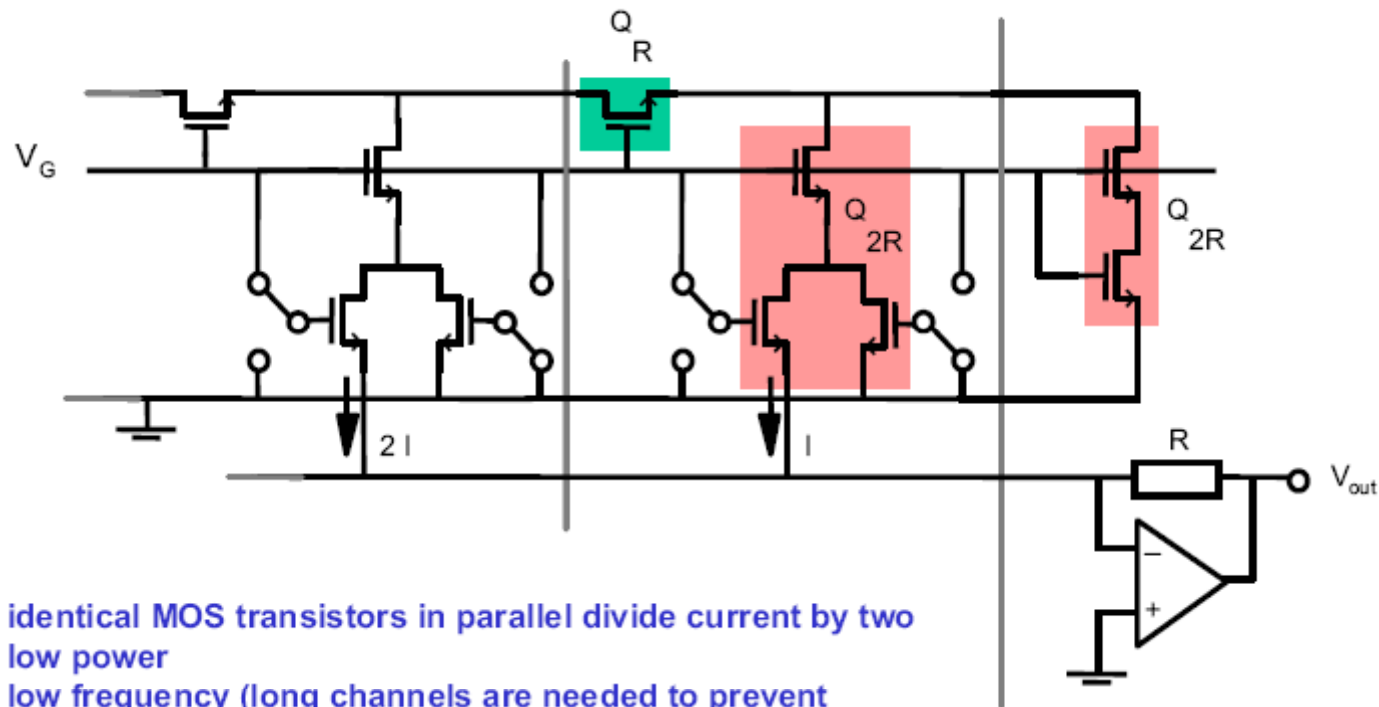 Q
R
V
G
Q
2R
Q
2R
2 I
I
R
V
out
–
+
identical MOS transistors in parallel divide current by two
low power
low frequency (long channels are needed to prevent